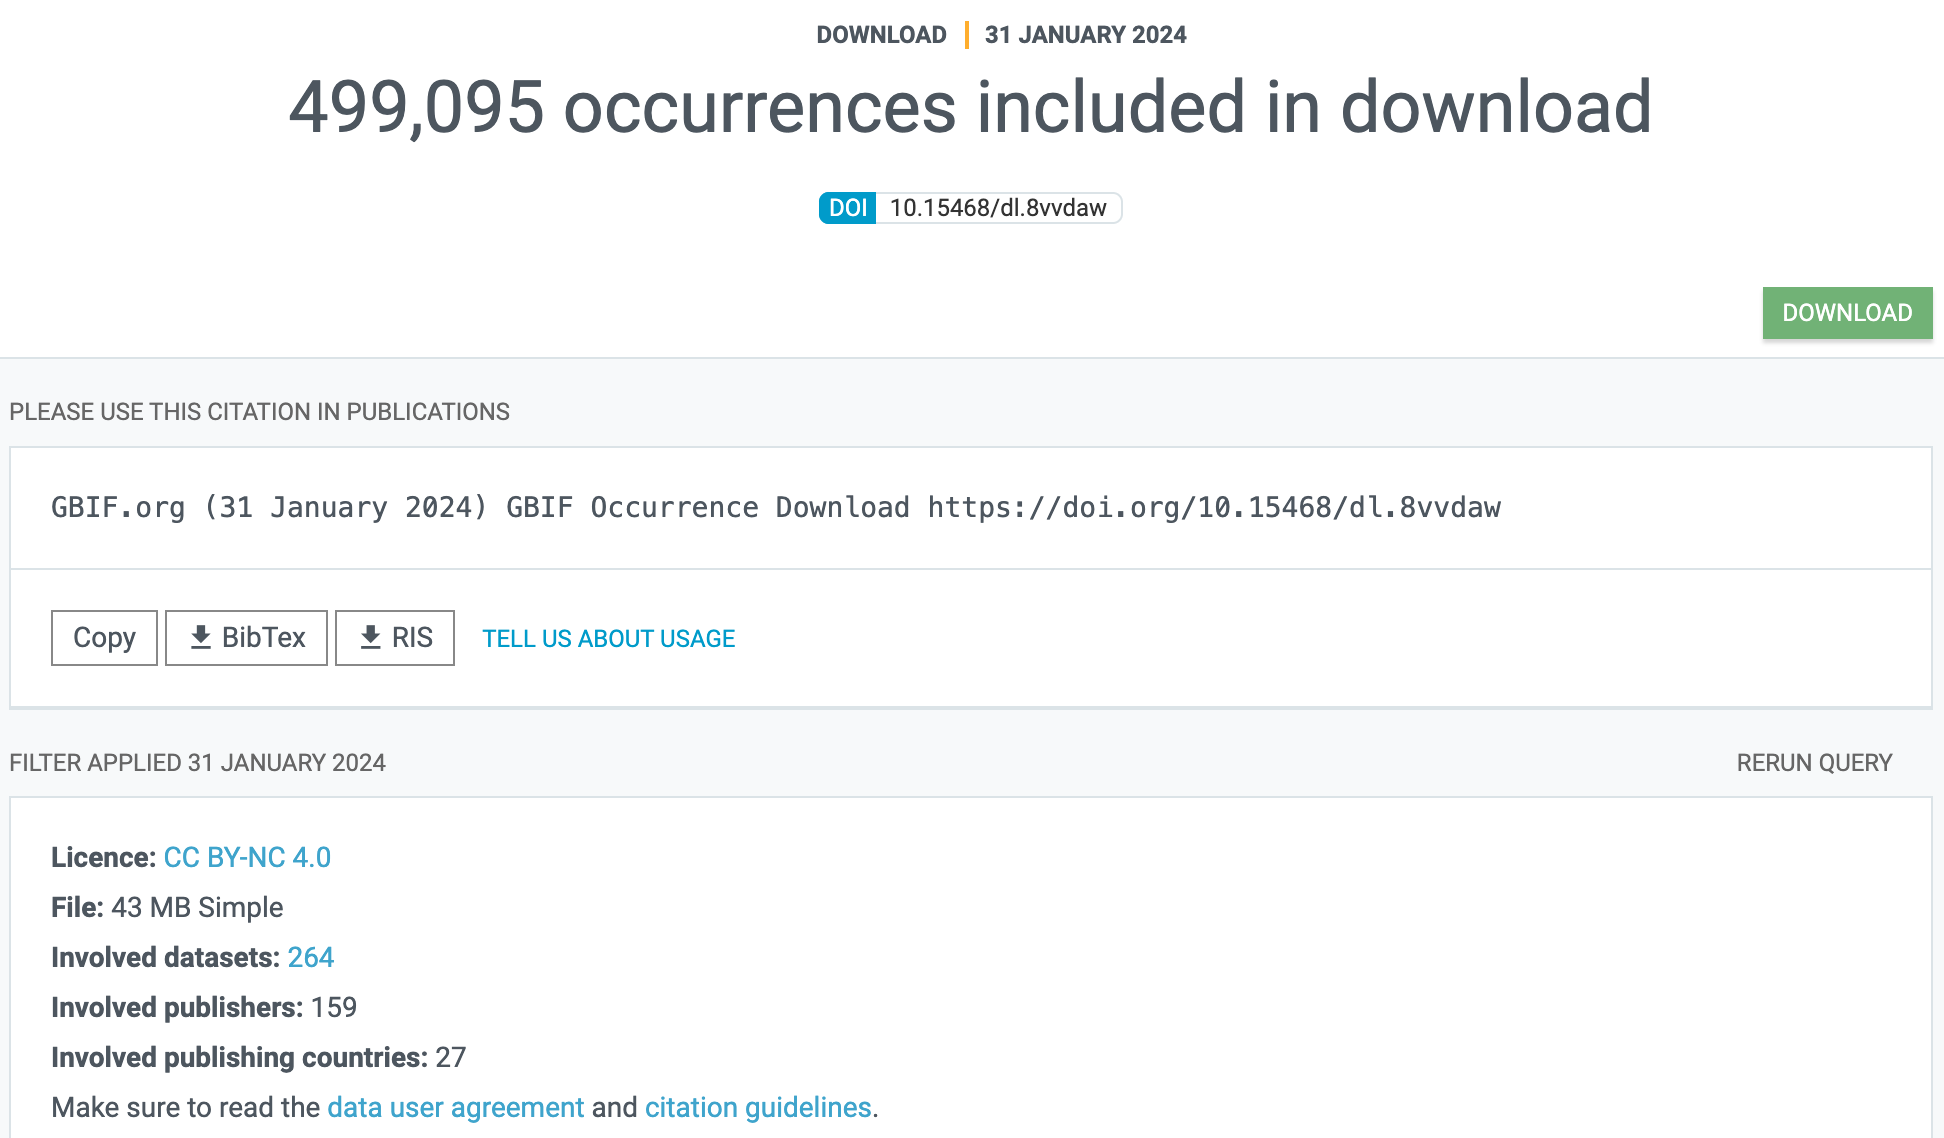 DOWNLOAD | 31 JANUARY 2024
499,095 occurrences included in download
DOI 10.15468/dl.8vvdaw
DOWNLOAD
PLEASE USE THIS CITATION IN PUBLICATIONS
GBIF.org (31 January 2024) GBIF Occurrence Download https://doi.org/10.15468/dl.8vvdaw
Copy BibTex RIS TELL US ABOUT USAGE
FILTER APPLIED 31 JANUARY 2024 RERUN QUERY
Licence: CC BY-NC 4.0
File: 43 MB Simple
Involved datasets: 264
Involved publishers: 159
Involved publishing countries: 27
Make sure to read the data user agreement and citation guidelines.